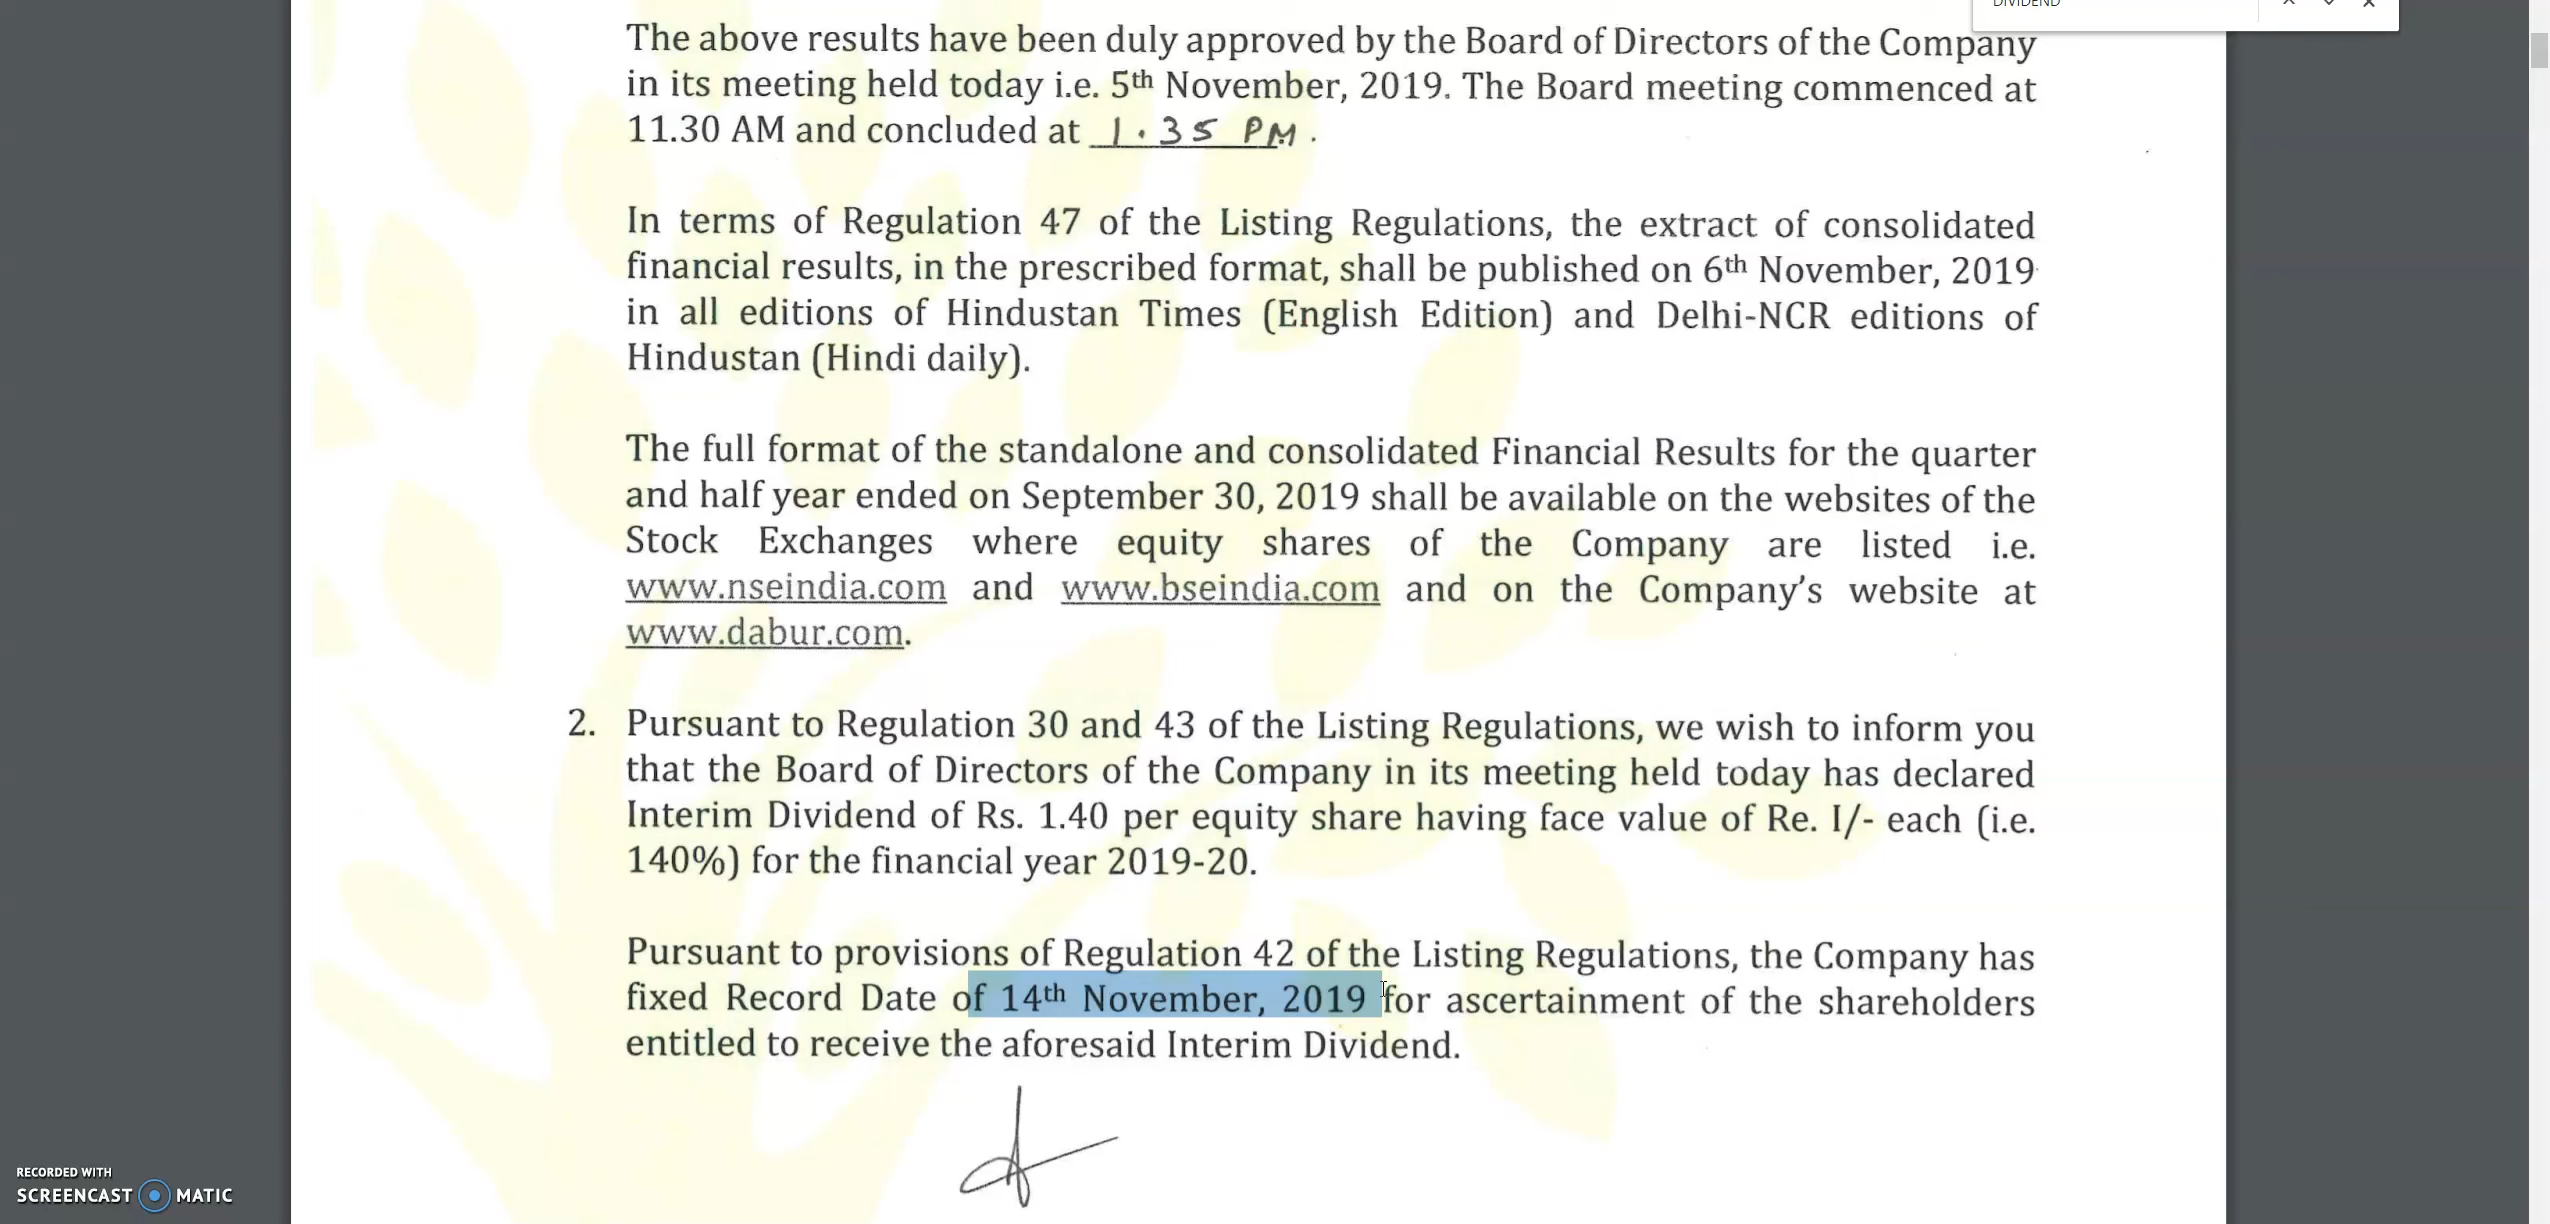 DIVIDEND
The above results have been duly approved by the Board of Directors of the Company
in its meeting held today i.e. 5th November, 2019. The Board meeting commenced at
11.30 AM and concluded at 1.35 PM.
In terms of Regulation 47 of the Listing Regulations, the extract of consolidated
financial results, in the prescribed format, shall be published on 6th November, 2019
in all editions of Hindustan Times (English Edition) and Delhi-NCR editions of
Hindustan (Hindi daily).
The full format of the standalone and consolidated Financial Results for the quarter
and half year ended on September 30, 2019 shall be available on the websites of the
Stock Exchanges where equity shares of the Company are listed i.e.
www.nseindia.com and www.bseindia.com and on the Company's website at
www.dabur.com.
2. Pursuant to Regulation 30 and 43 of the Listing Regulations, we wish to inform you
that the Board of Directors of the Company in its meeting held today has declared
Interim Dividend of Rs. 1.40 per equity share having face value of Re. I/- each (i.e.
140%) for the financial year 2019-20.
Pursuant to provisions of Regulation 42 of the Listing Regulations, the Company has
fixed Record Date of 14th November, 2019 for ascertainment of the shareholders
entitled to receive the aforesaid Interim Dividend.
RECORDED WITH
SCREENCAST MATIC